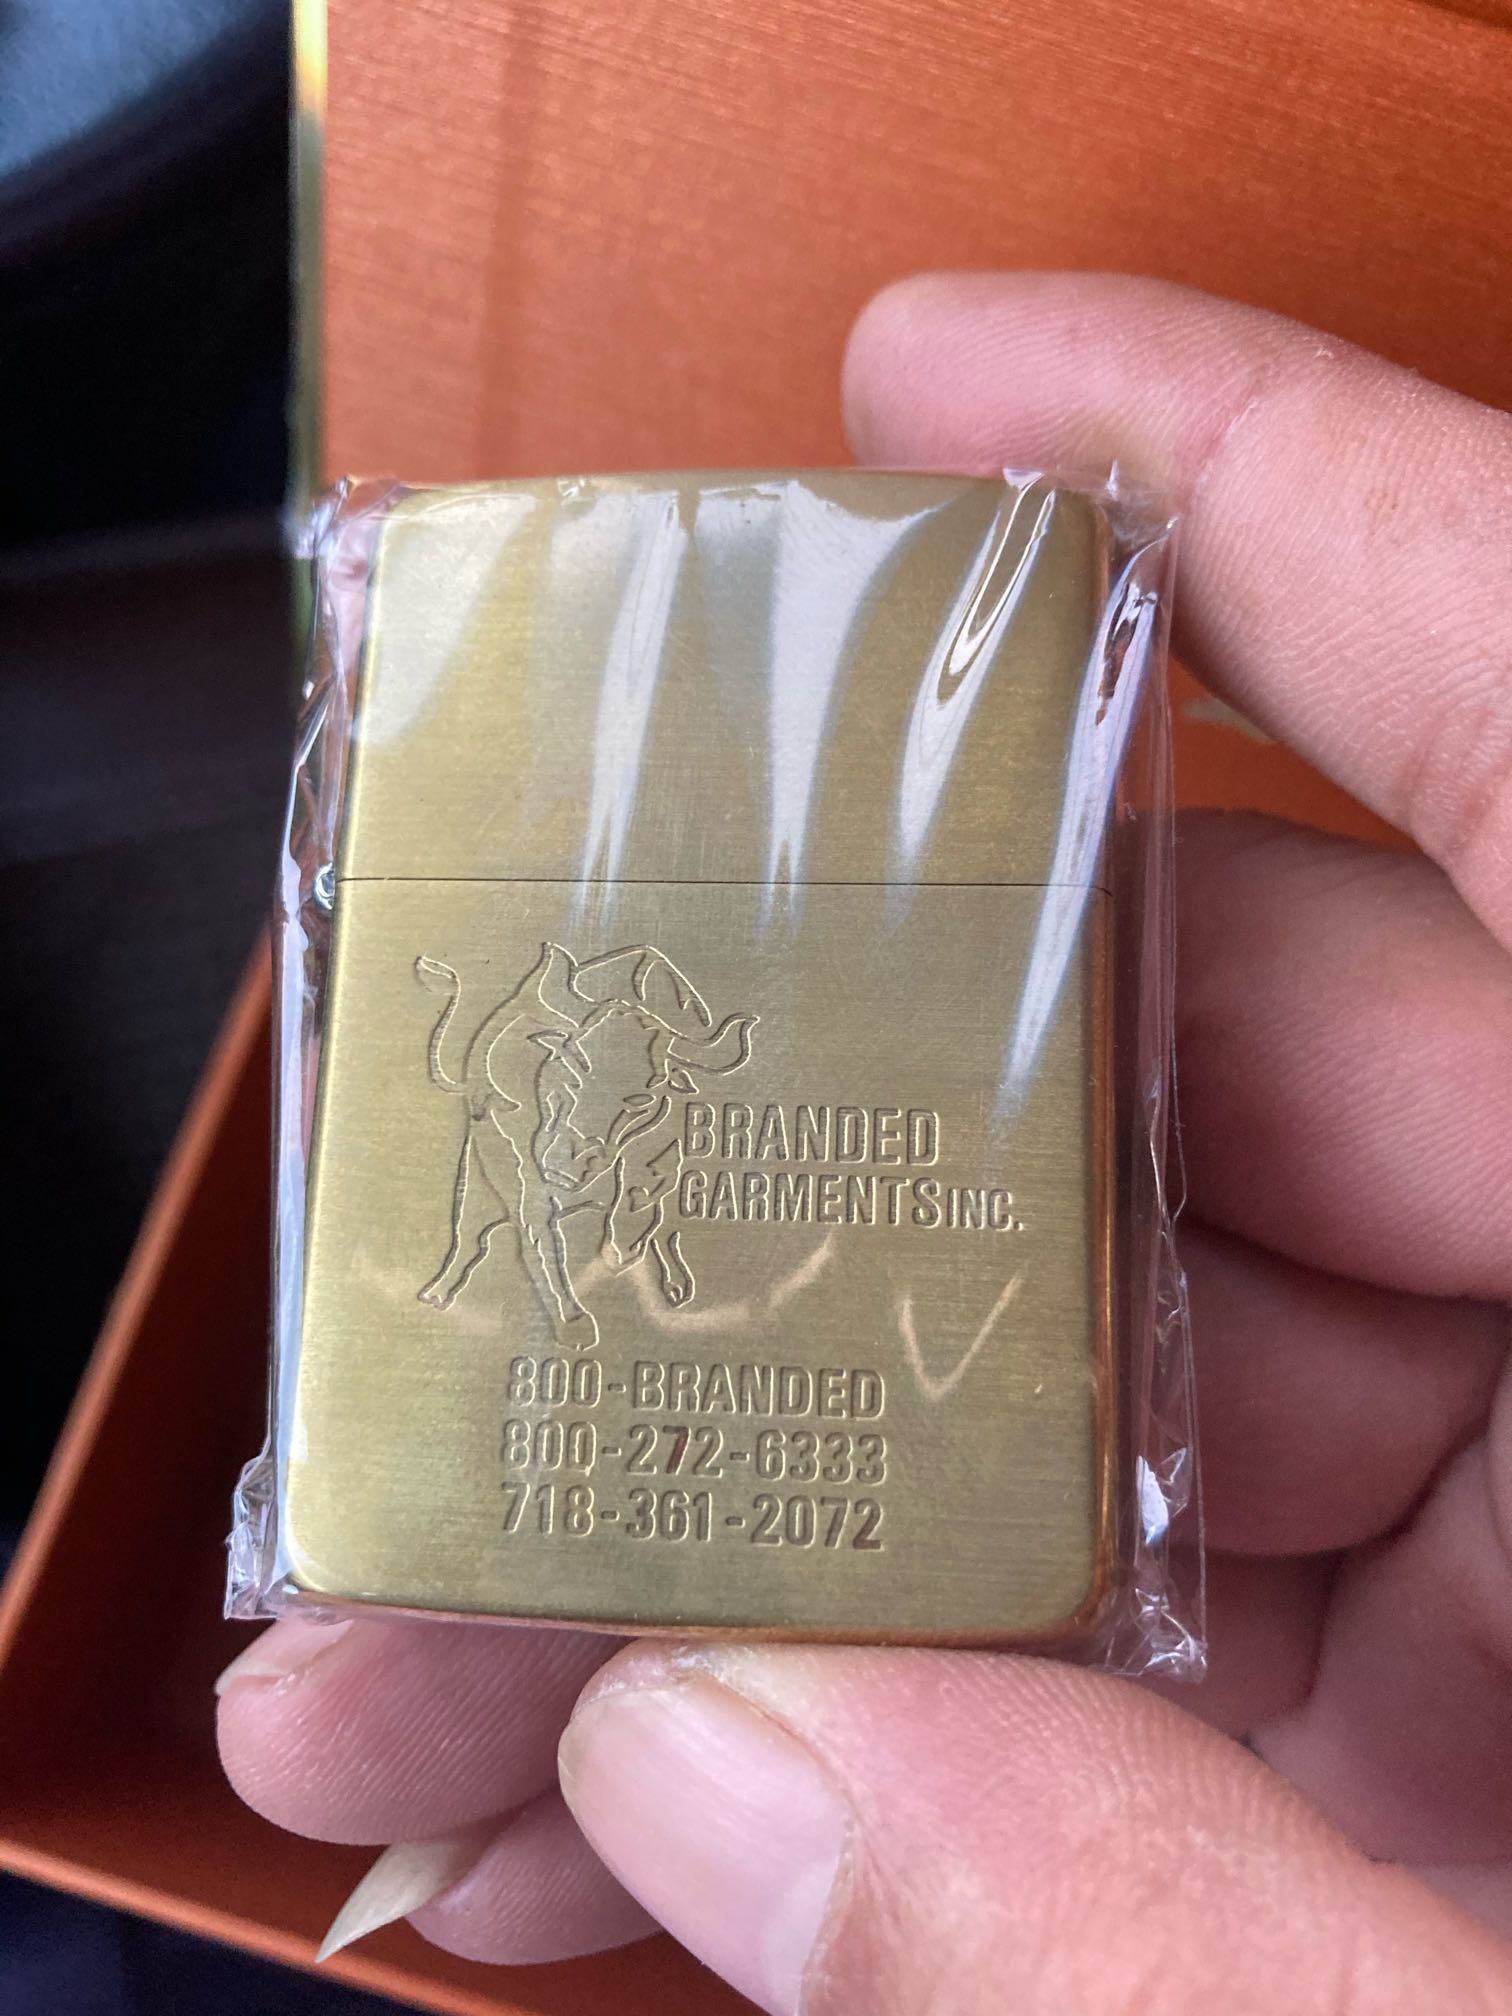 BRANDED
GARMENTS INC.
800-BRANDED
800-272-6333
718-361-2072